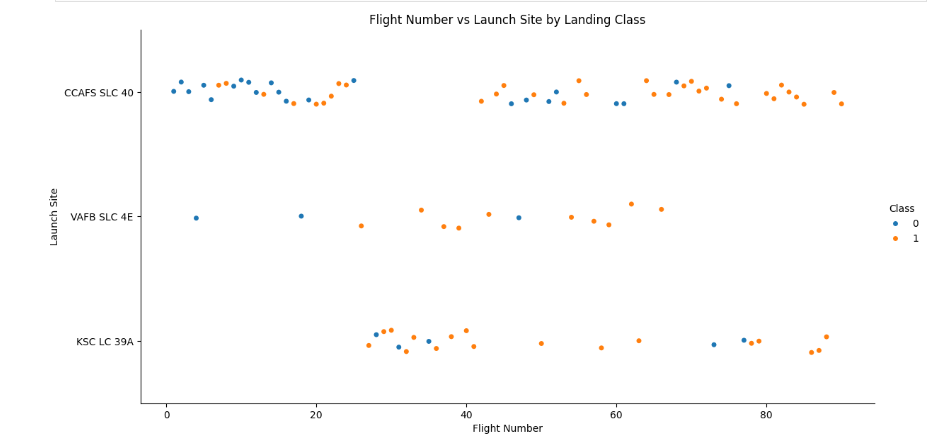 Flight Number vs Launch Site by Landing Class
CCAFS SLC 40
VAFB SLC 4E
KSC LC 39A
Launch Site
0
20
40
60
80
Flight Number
Class
0
1